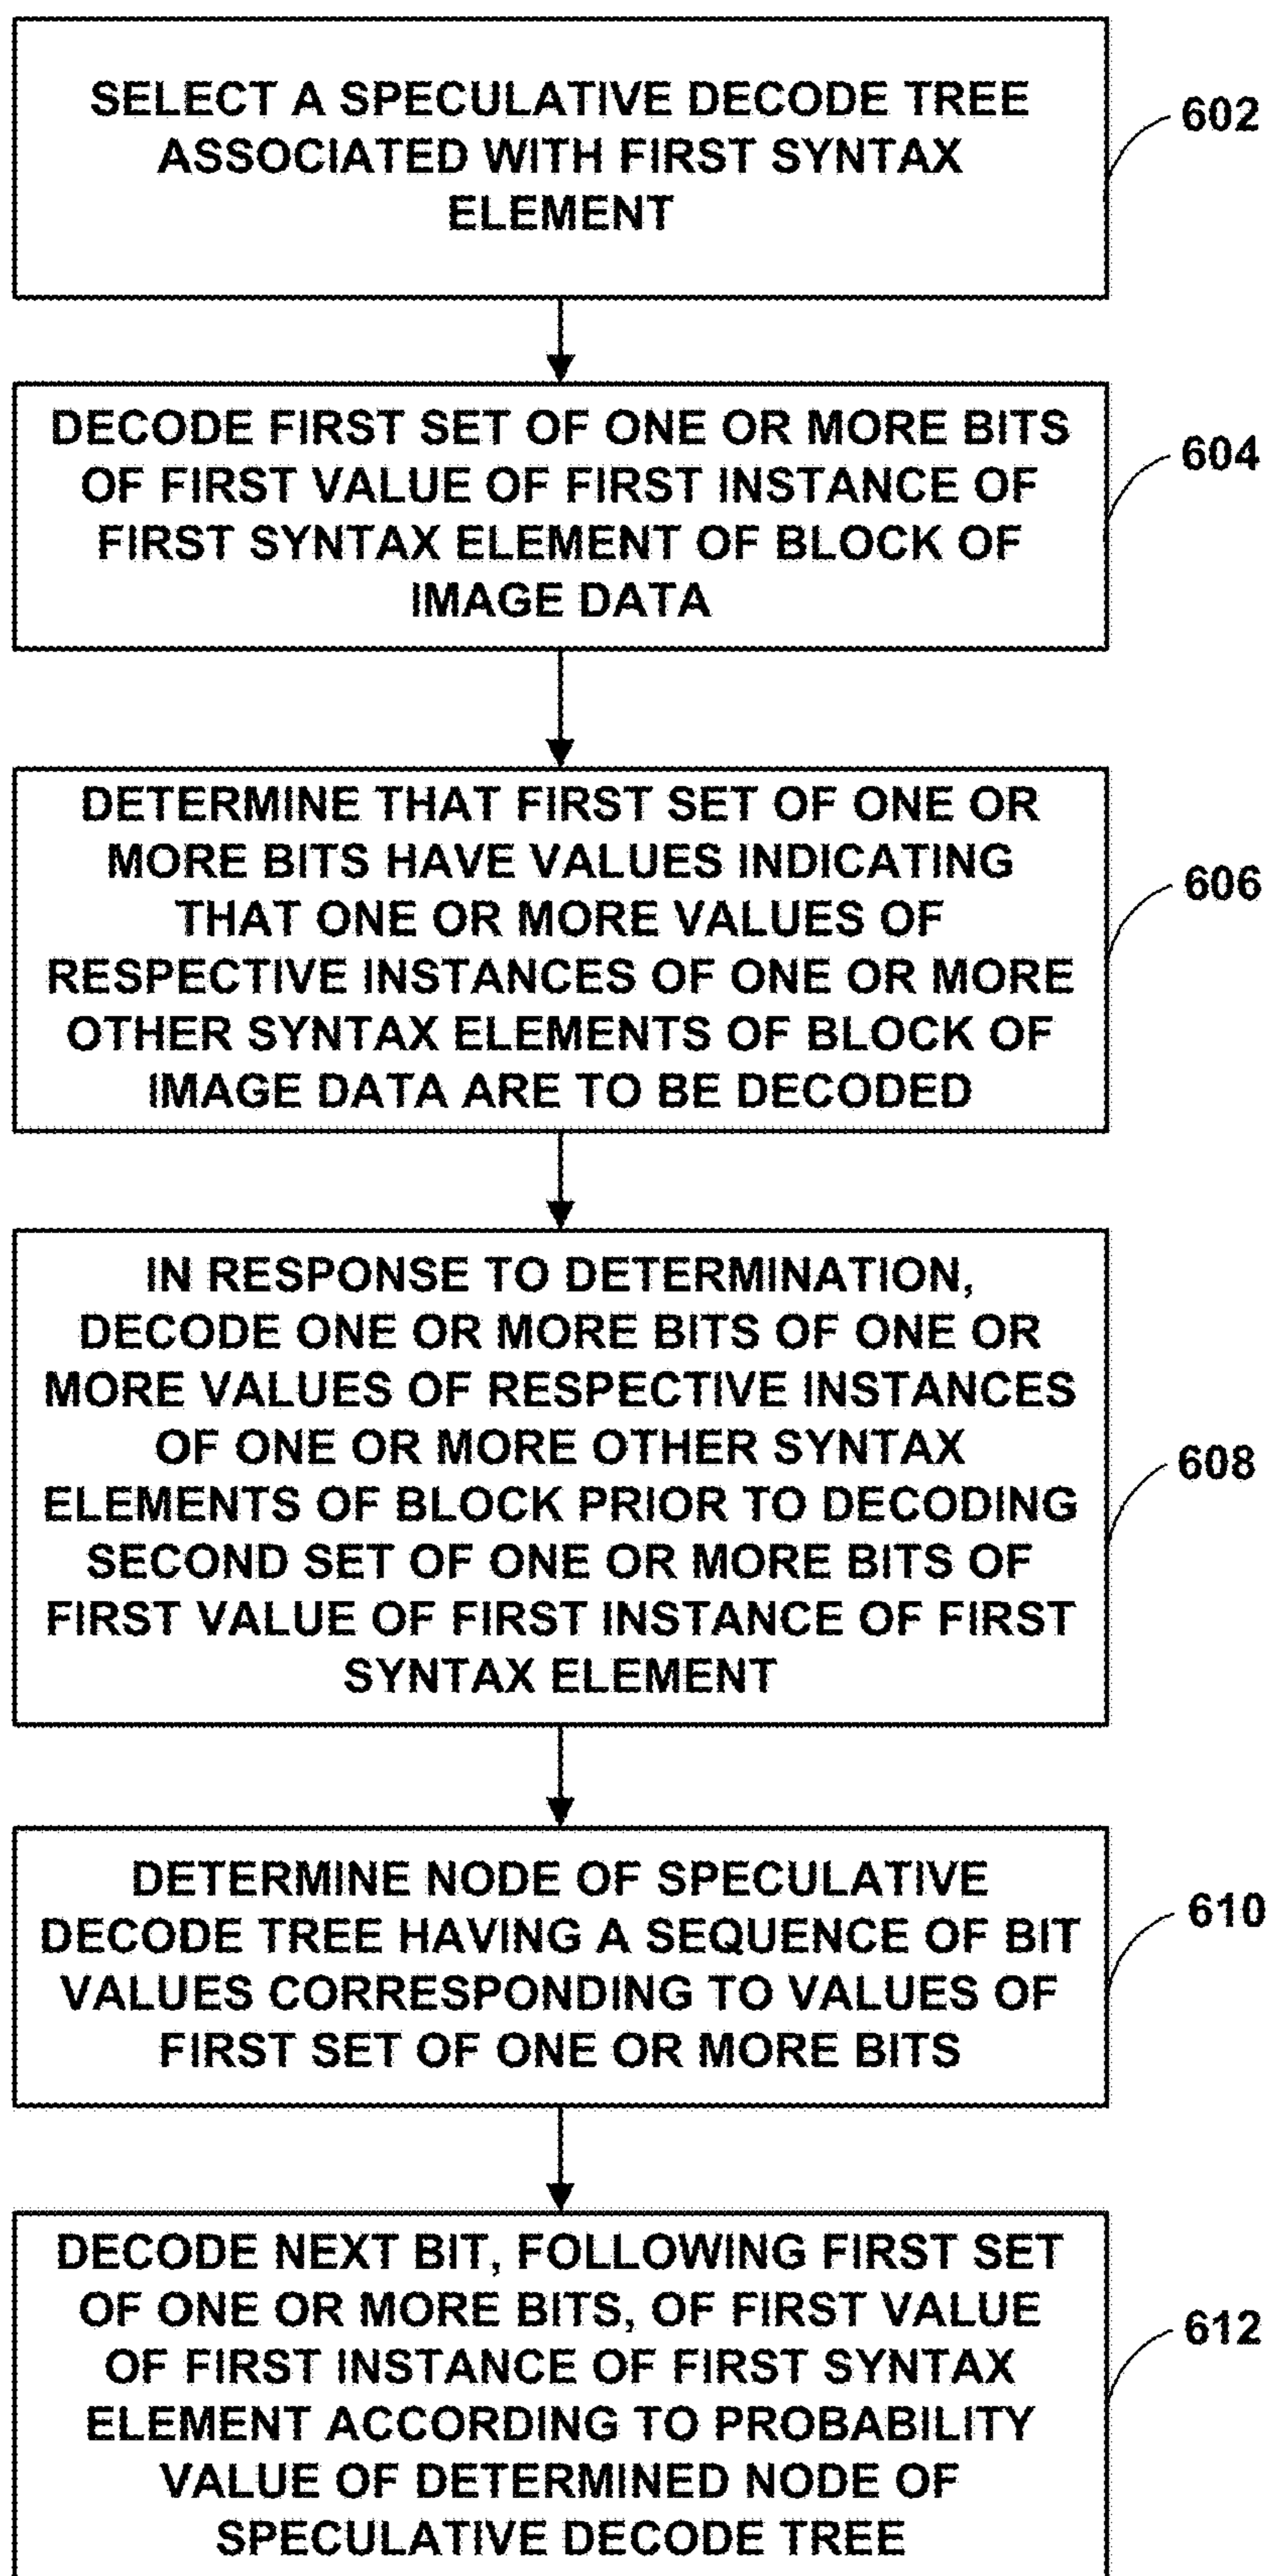 SELECT A SPECULATIVE DECODE TREE
ASSOCIATED WITH FIRST SYNTAX
ELEMENT
602
DECODE FIRST SET OF ONE OR MORE BITS
OF FIRST VALUE OF FIRST INSTANCE OF
FIRST SYNTAX ELEMENT OF BLOCK OF
IMAGE DATA
604
DETERMINE THAT FIRST SET OF ONE OR
MORE BITS HAVE VALUES INDICATING
THAT ONE OR MORE VALUES OF
RESPECTIVE INSTANCES OF ONE OR MORE
OTHER SYNTAX ELEMENTS OF BLOCK OF
IMAGE DATA ARE TO BE DECODED
606
IN RESPONSE TO DETERMINATION,
DECODE ONE OR MORE BITS OF ONE OR
MORE VALUES OF RESPECTIVE INSTANCES
OF ONE OR MORE OTHER SYNTAX
ELEMENTS OF BLOCK PRIOR TO DECODING
SECOND SET OF ONE OR MORE BITS OF
FIRST VALUE OF FIRST INSTANCE OF FIRST
SYNTAX ELEMENT
608
DETERMINE NODE OF SPECULATIVE
DECODE TREE HAVING A SEQUENCE OF BIT
VALUES CORRESPONDING TO VALUES OF
FIRST SET OF ONE OR MORE BITS
610
DECODE NEXT BIT, FOLLOWING FIRST SET
OF ONE OR MORE BITS, OF FIRST VALUE
OF FIRST INSTANCE OF FIRST SYNTAX
ELEMENT ACCORDING TO PROBABILITY
VALUE OF DETERMINED NODE OF
SPECULATIVE DECODE TREE
612